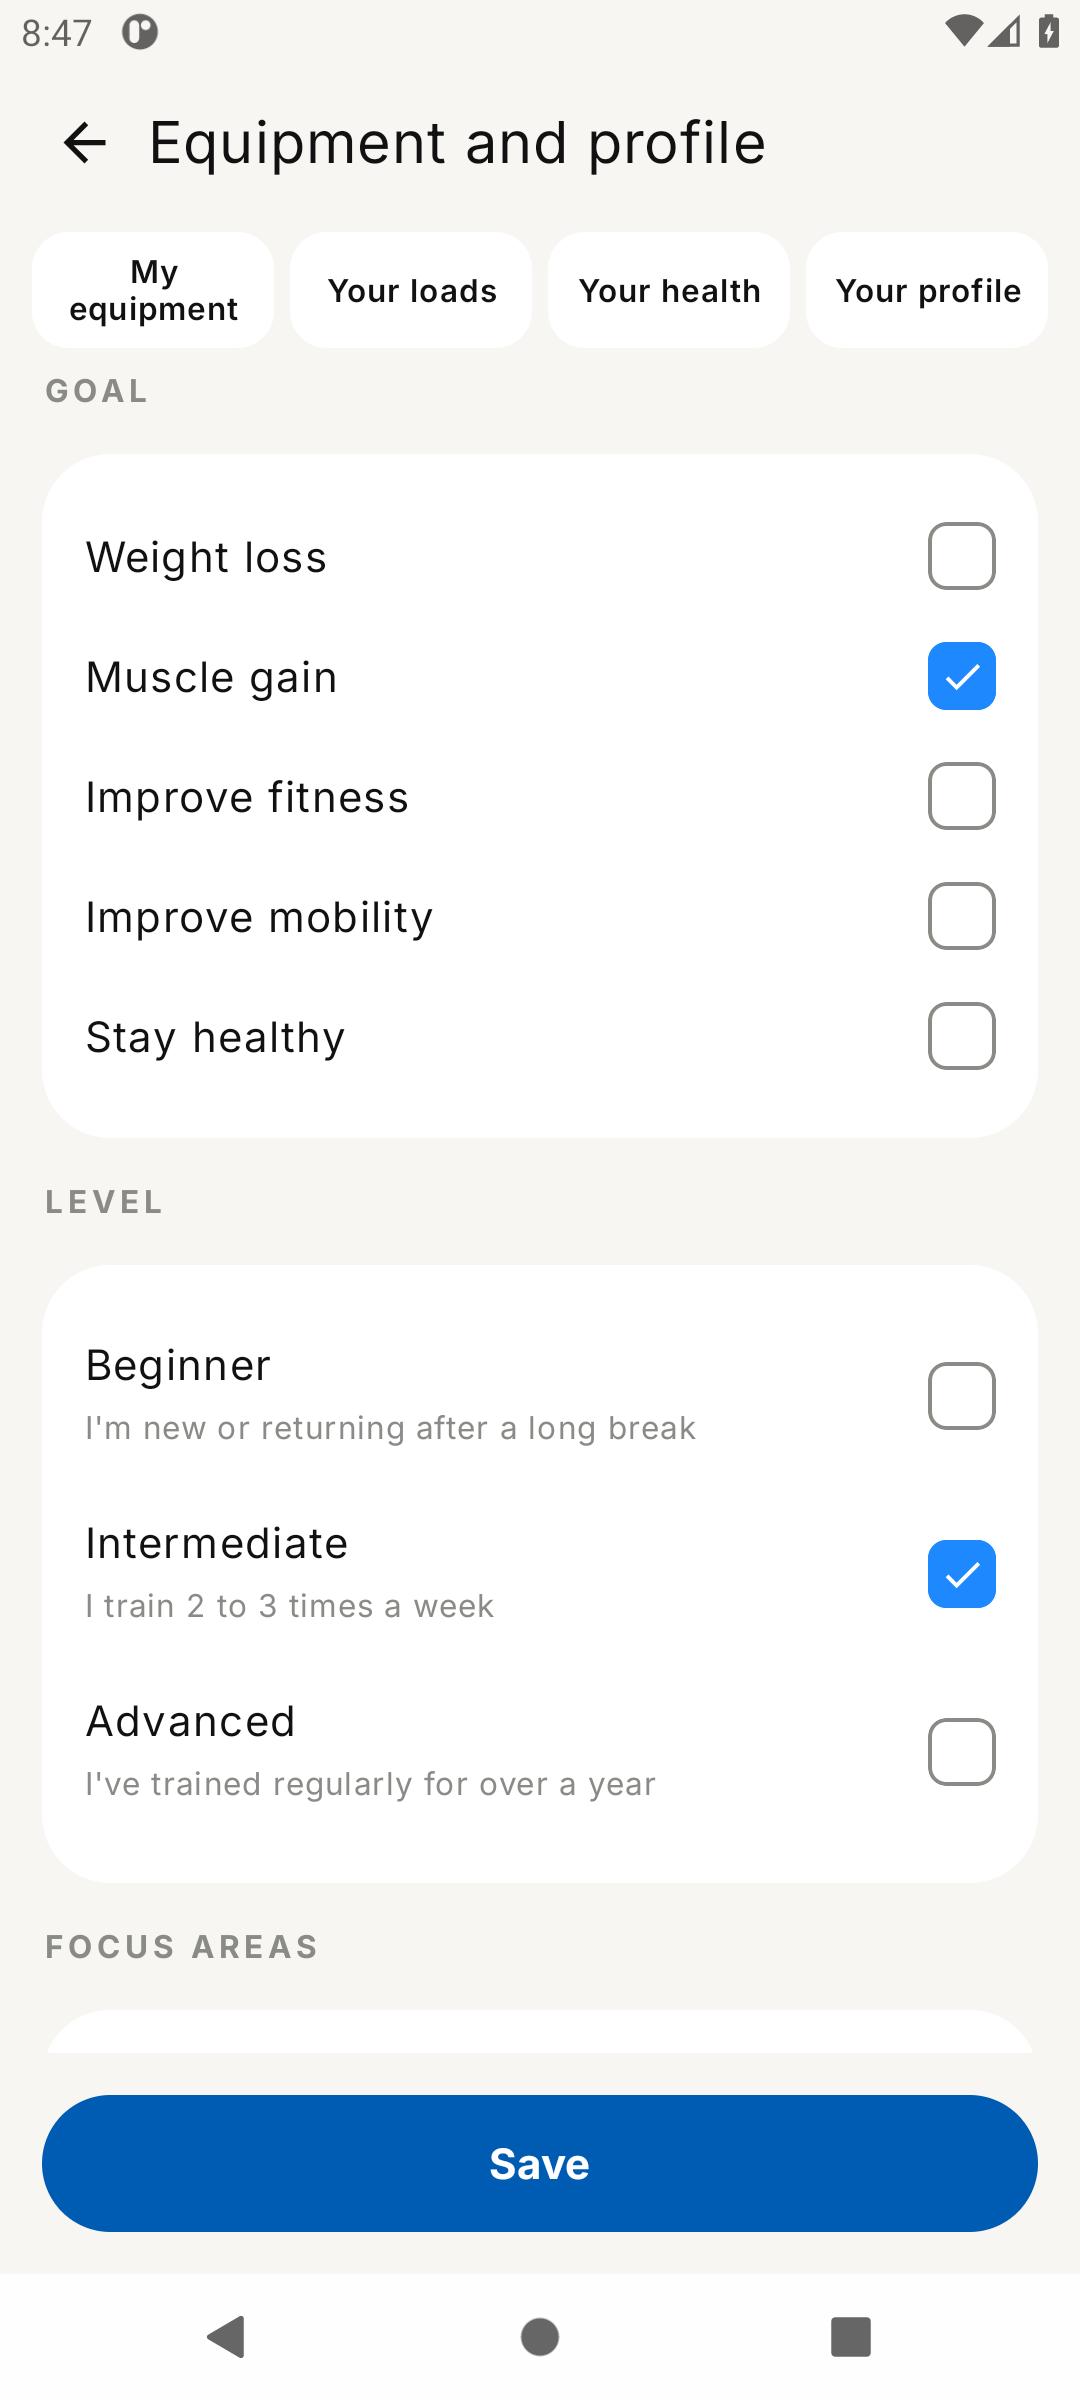 8:47
Equipment and profile
My
equipment
Your loads
Your health
Your profile
GOAL
Weight loss
Muscle gain
Improve fitness
Improve mobility
Stay healthy
LEVEL
Beginner
I'm new or returning after a long break
Intermediate
I train 2 to 3 times a week
Advanced
I've trained regularly for over a year
FOCUS AREAS
Save